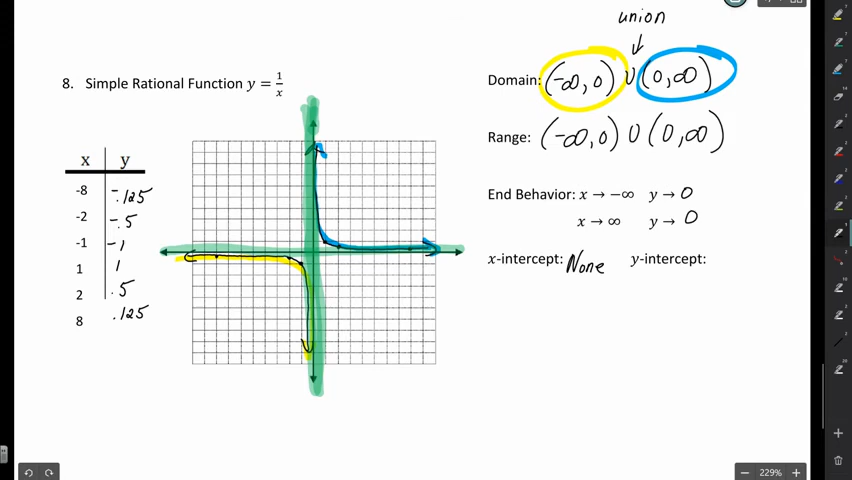 union
8. Simple Rational Function y = 1/x
Domain: (-∞, 0) ∪ (0, ∞)
Range: (-∞, 0) ∪ (0, ∞)
x y
-8 -.125
-2 -.5
-1 -1
1 1
2 .5
8 .125
End Behavior: x → -∞ y → 0
x → ∞ y → 0
x-intercept: None y-intercept:
229%